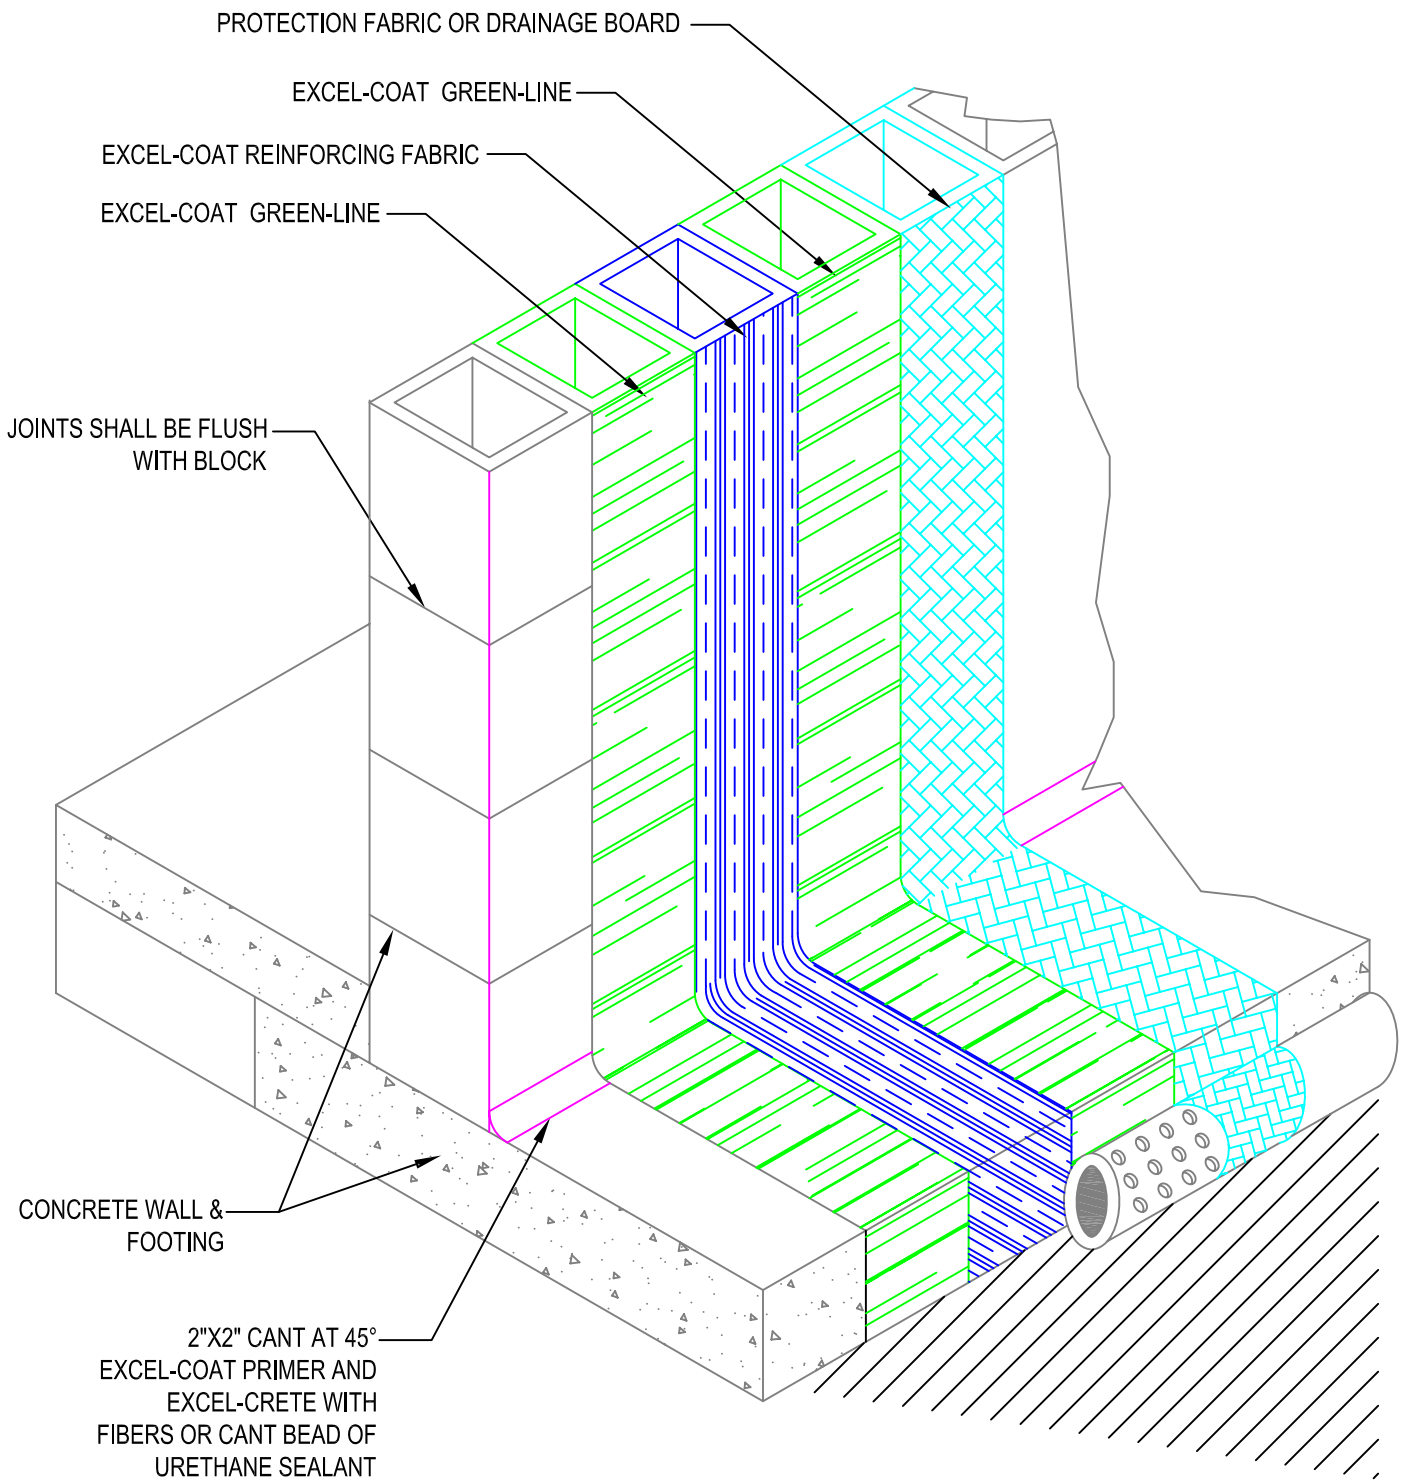 PROTECTION FABRIC OR DRAINAGE BOARD
EXCEL-COAT GREEN-LINE
EXCEL-COAT REINFORCING FABRIC
EXCEL-COAT GREEN-LINE
JOINTS SHALL BE FLUSH
WITH BLOCK
CONCRETE WALL &
FOOTING
2"X2" CANT AT 45°
EXCEL-COAT PRIMER AND
EXCEL-CRETE WITH
FIBERS OR CANT BEAD OF
URETHANE SEALANT